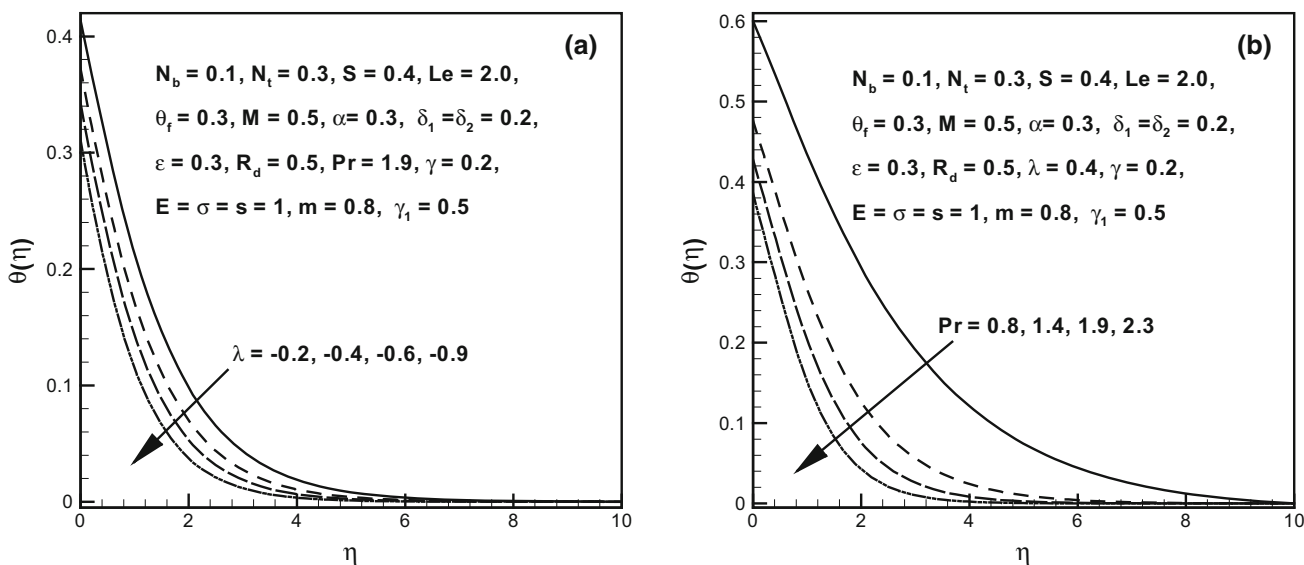 (a)
N_b = 0.1, N_t = 0.3, S = 0.4, Le = 2.0,
θ_f = 0.3, M = 0.5, α= 0.3, δ_1 =δ_2 = 0.2,
ε = 0.3, R_d = 0.5, Pr = 1.9, γ = 0.2,
E = σ = s = 1, m = 0.8, γ_1 = 0.5
λ = -0.2, -0.4, -0.6, -0.9
θ(η)
0.4
0.3
0.2
0.1
0
0 2 4 6 8 10
η
(b)
N_b = 0.1, N_t = 0.3, S = 0.4, Le = 2.0,
θ_f = 0.3, M = 0.5, α= 0.3, δ_1 =δ_2 = 0.2,
ε = 0.3, R_d = 0.5, λ = 0.4, γ = 0.2,
E = σ = s = 1, m = 0.8, γ_1 = 0.5
Pr = 0.8, 1.4, 1.9, 2.3
θ(η)
0.6
0.5
0.4
0.3
0.2
0.1
0
0 2 4 6 8 10
η